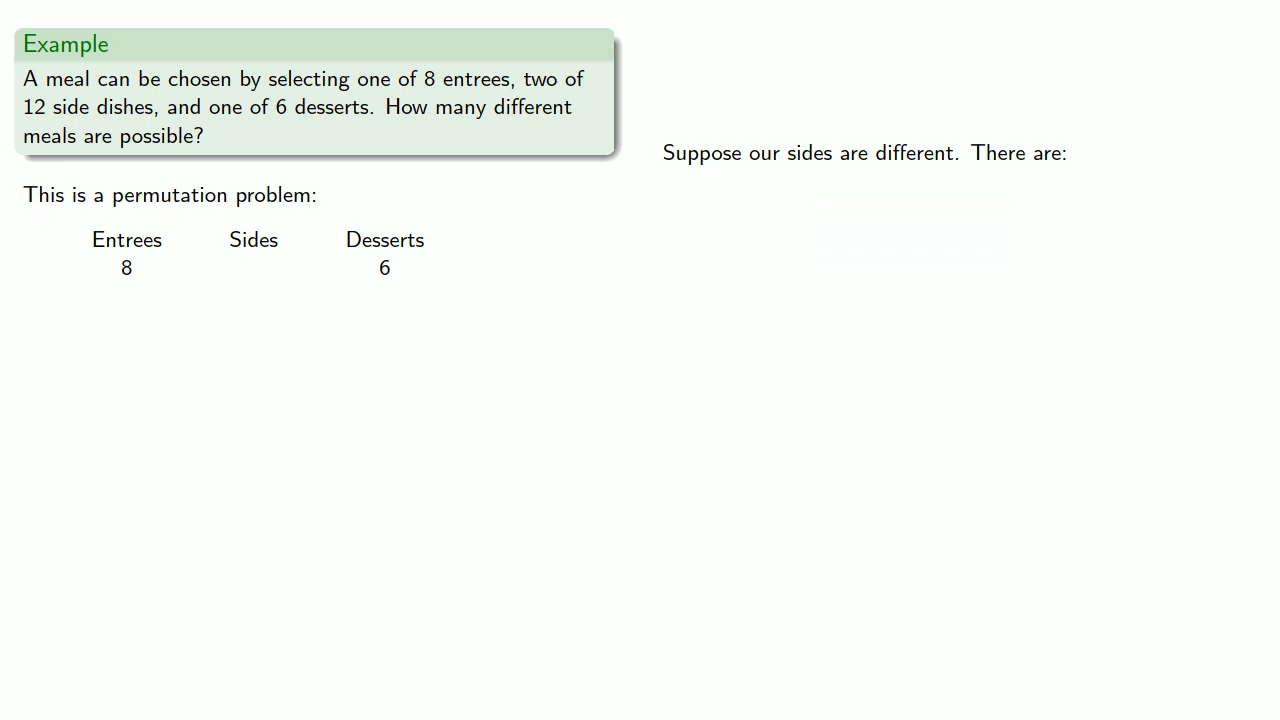 Example
A meal can be chosen by selecting one of 8 entrees, two of
12 side dishes, and one of 6 desserts. How many different
meals are possible?
This is a permutation problem:
Entrees Sides Desserts
8 6
Suppose our sides are different. There are: